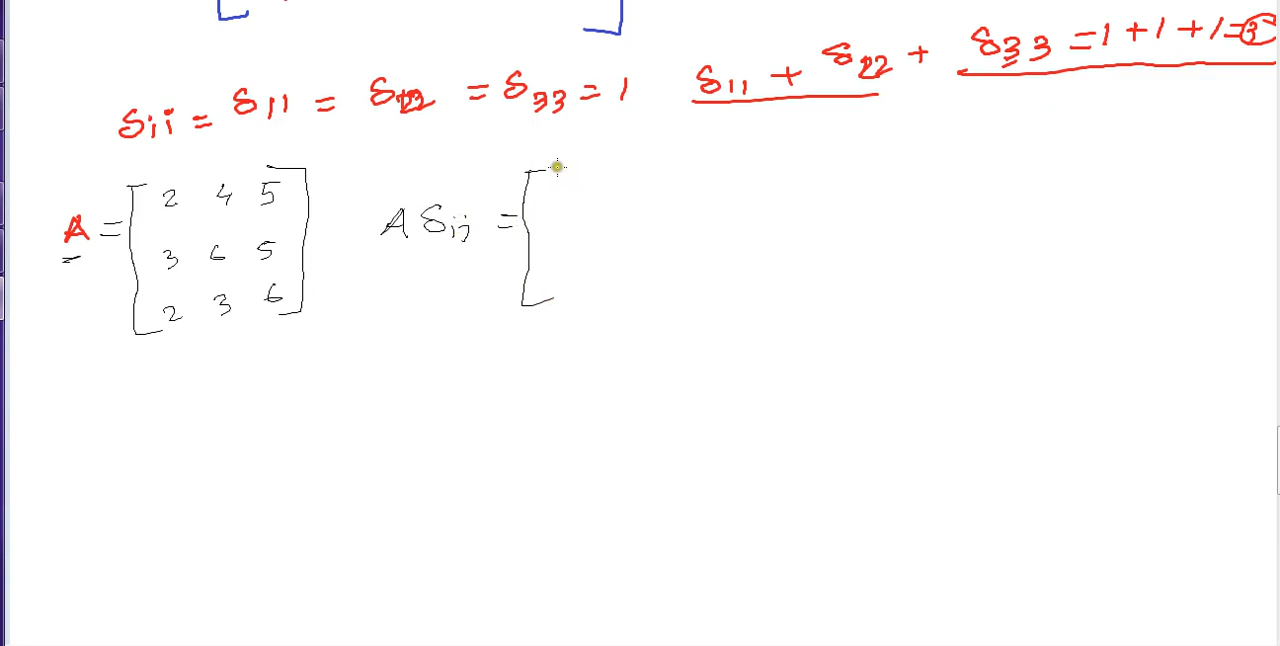 δii = δ11 = δ22 = δ33 = 1   δ11 + δ22 + δ33 = 1 + 1 + 1 = 3
A = [ 2 4 5   A δij = [
3 6 5
2 3 6 ]